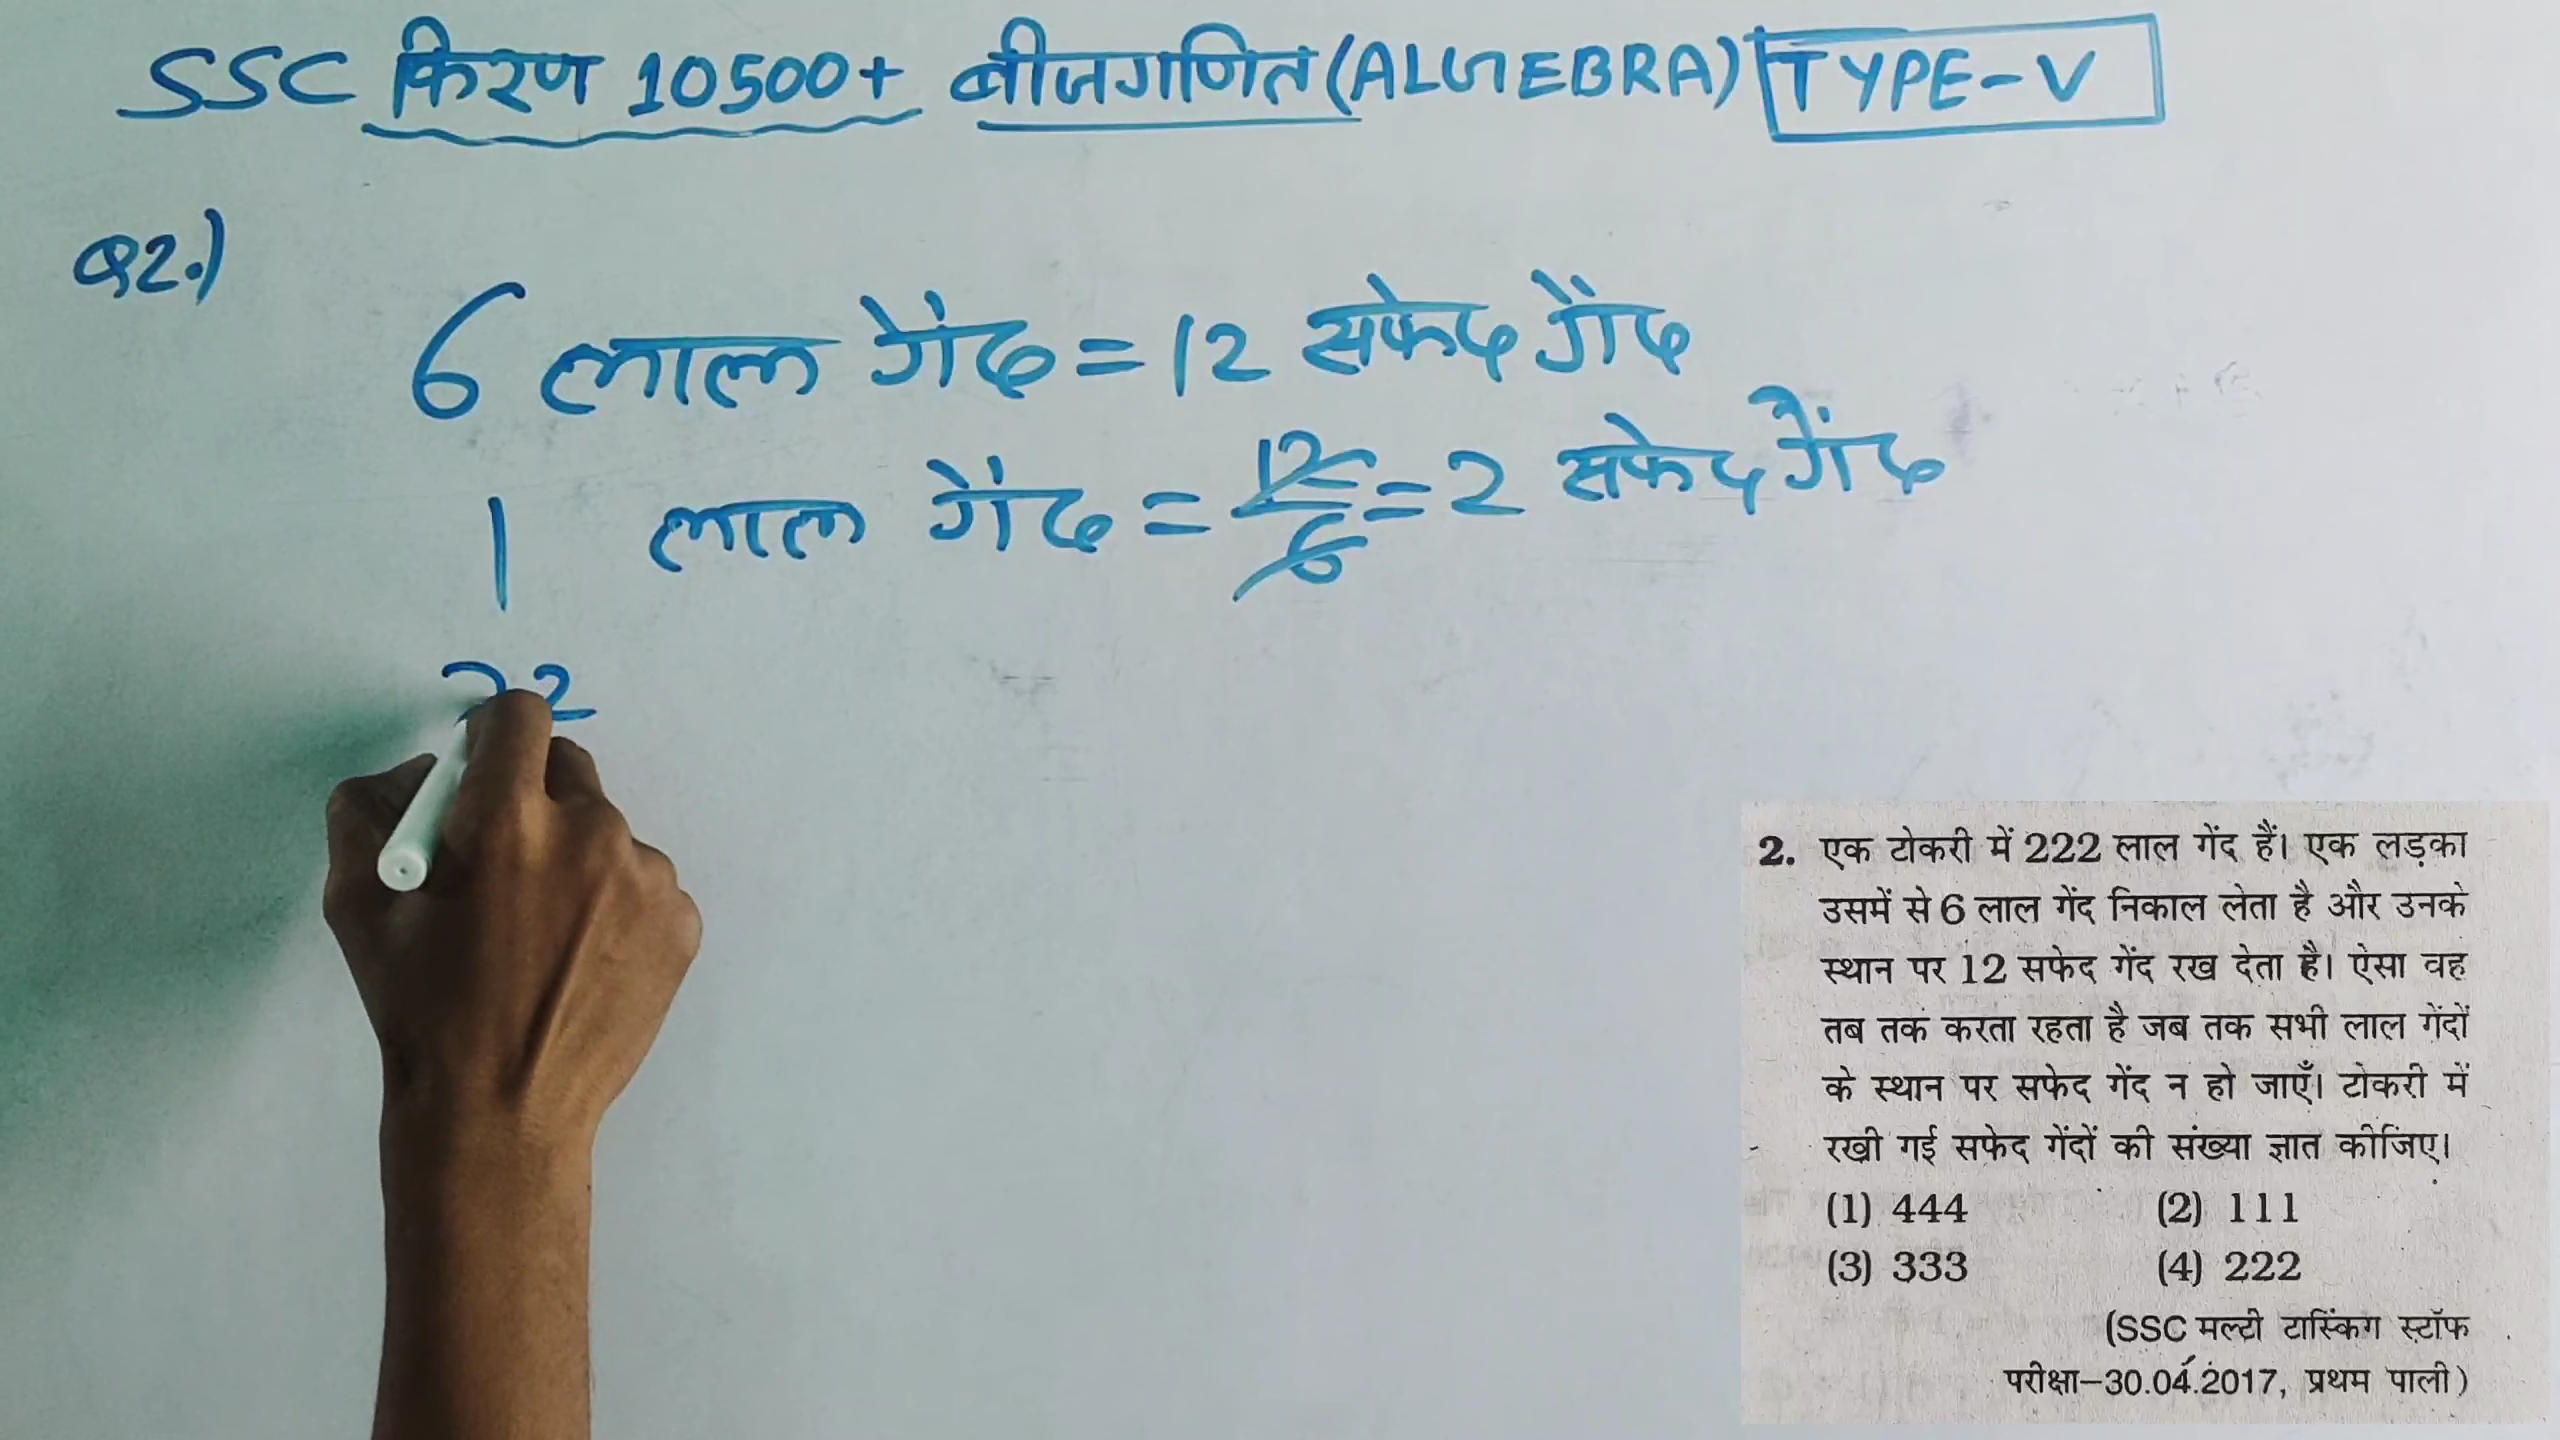 SSC किरण 10500+ बीजगणित (ALGEBRA) TYPE-V
Q2.)
6 लाल गेंद = 12 सफेद गेंद
1 लाल गेंद = 12/6 = 2 सफेद गेंद
22
2. एक टोकरी में 222 लाल गेंद हैं। एक लड़का
उसमें से 6 लाल गेंद निकाल लेता है और उनके
स्थान पर 12 सफेद गेंद रख देता है। ऐसा वह
तब तक करता रहता है जब तक सभी लाल गेंदों
के स्थान पर सफेद गेंद न हो जाएँ। टोकरी में
रखी गई सफेद गेंदों की संख्या ज्ञात कीजिए।
(1) 444 (2) 111
(3) 333 (4) 222
(SSC मल्टी टास्किंग स्टॉफ
परीक्षा–30.04.2017, प्रथम पाली)